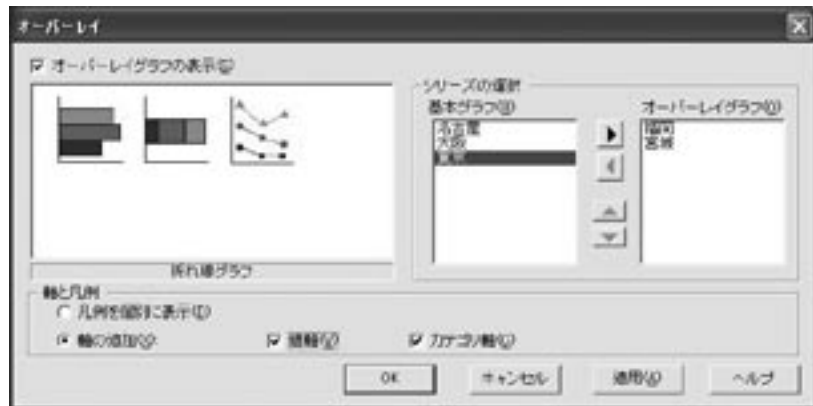 オーバーレイ
オーバーレイグラフの表示(E)
シリーズの選択
基本グラフ(B)
オーバーレイグラフ(O)
名古屋
大阪
東京
福岡
宮城
折れ線グラフ
軸と凡例
凡例を個別に表示(D)
軸の追加(X)
値軸(V)
カテゴリ軸(C)
OK
キャンセル
適用(A)
ヘルプ